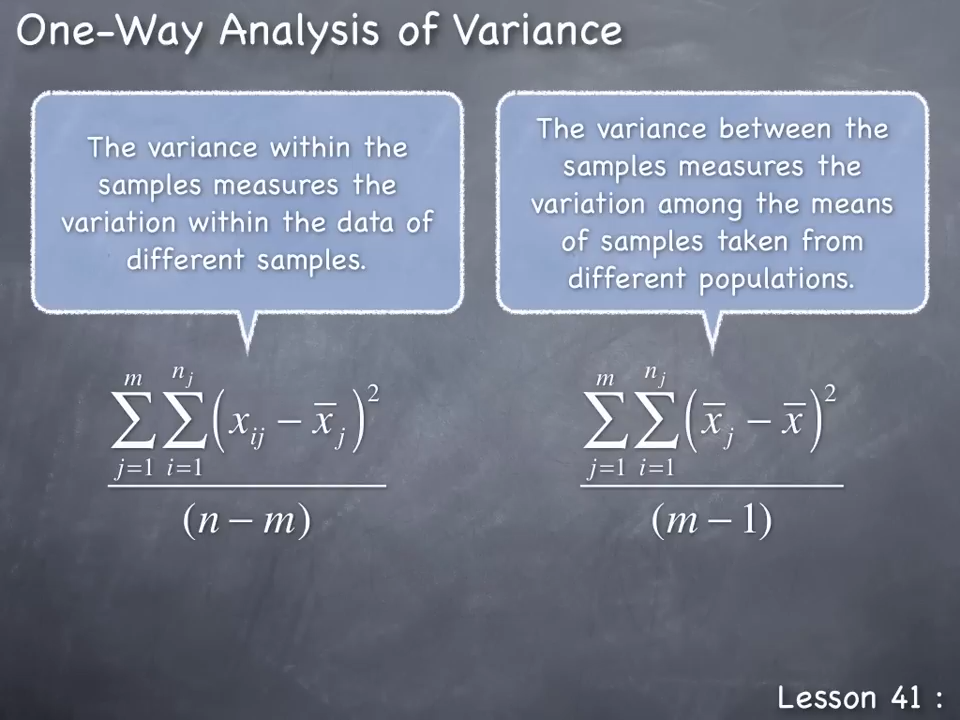 One-Way Analysis of Variance
The variance within the
samples measures the
variation within the data of
different samples.
The variance between the
samples measures the
variation among the means
of samples taken from
different populations.
∑_{j=1}^{m} ∑_{i=1}^{n_j} (x_{ij} − x̄_j)²
(n − m)
∑_{j=1}^{m} ∑_{i=1}^{n_j} (x̄_j − x̄)²
(m − 1)
Lesson 41 :